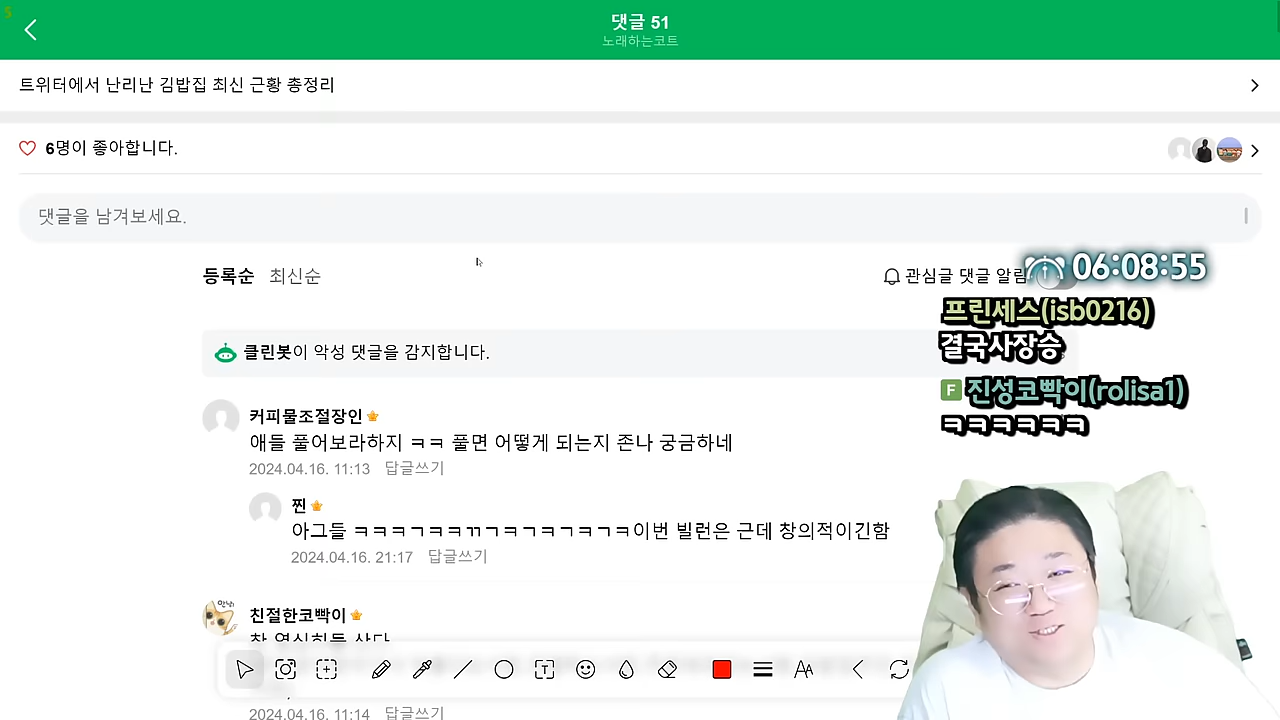 댓글 51
노래하는코트
트위터에서 난리난 김밥집 최신 근황 총정리
6명이 좋아합니다.
댓글을 남겨보세요.
등록순 최신순
관심글 댓글 알림
06:08:55
프린세스(isb0216)
결국사장승
F 진성코빡이(rolisa1)
ㅋㅋㅋㅋㅋㅋ
클린봇이 악성 댓글을 감지합니다.
커피물조절장인
애들 풀어보라하지 ㅋㅋ 풀면 어떻게 되는지 존나 궁금하네
2024.04.16. 11:13 답글쓰기
찐
아그들 ㅋㅋㅋㄱㅋㅋㄲㄱㅋㄱㅋㄱㅋㄱㅋ이번 빌런은 근데 창의적이긴함
2024.04.16. 21:17 답글쓰기
친절한코빡이
참 열심히들 산다
2024.04.16. 11:14 답글쓰기